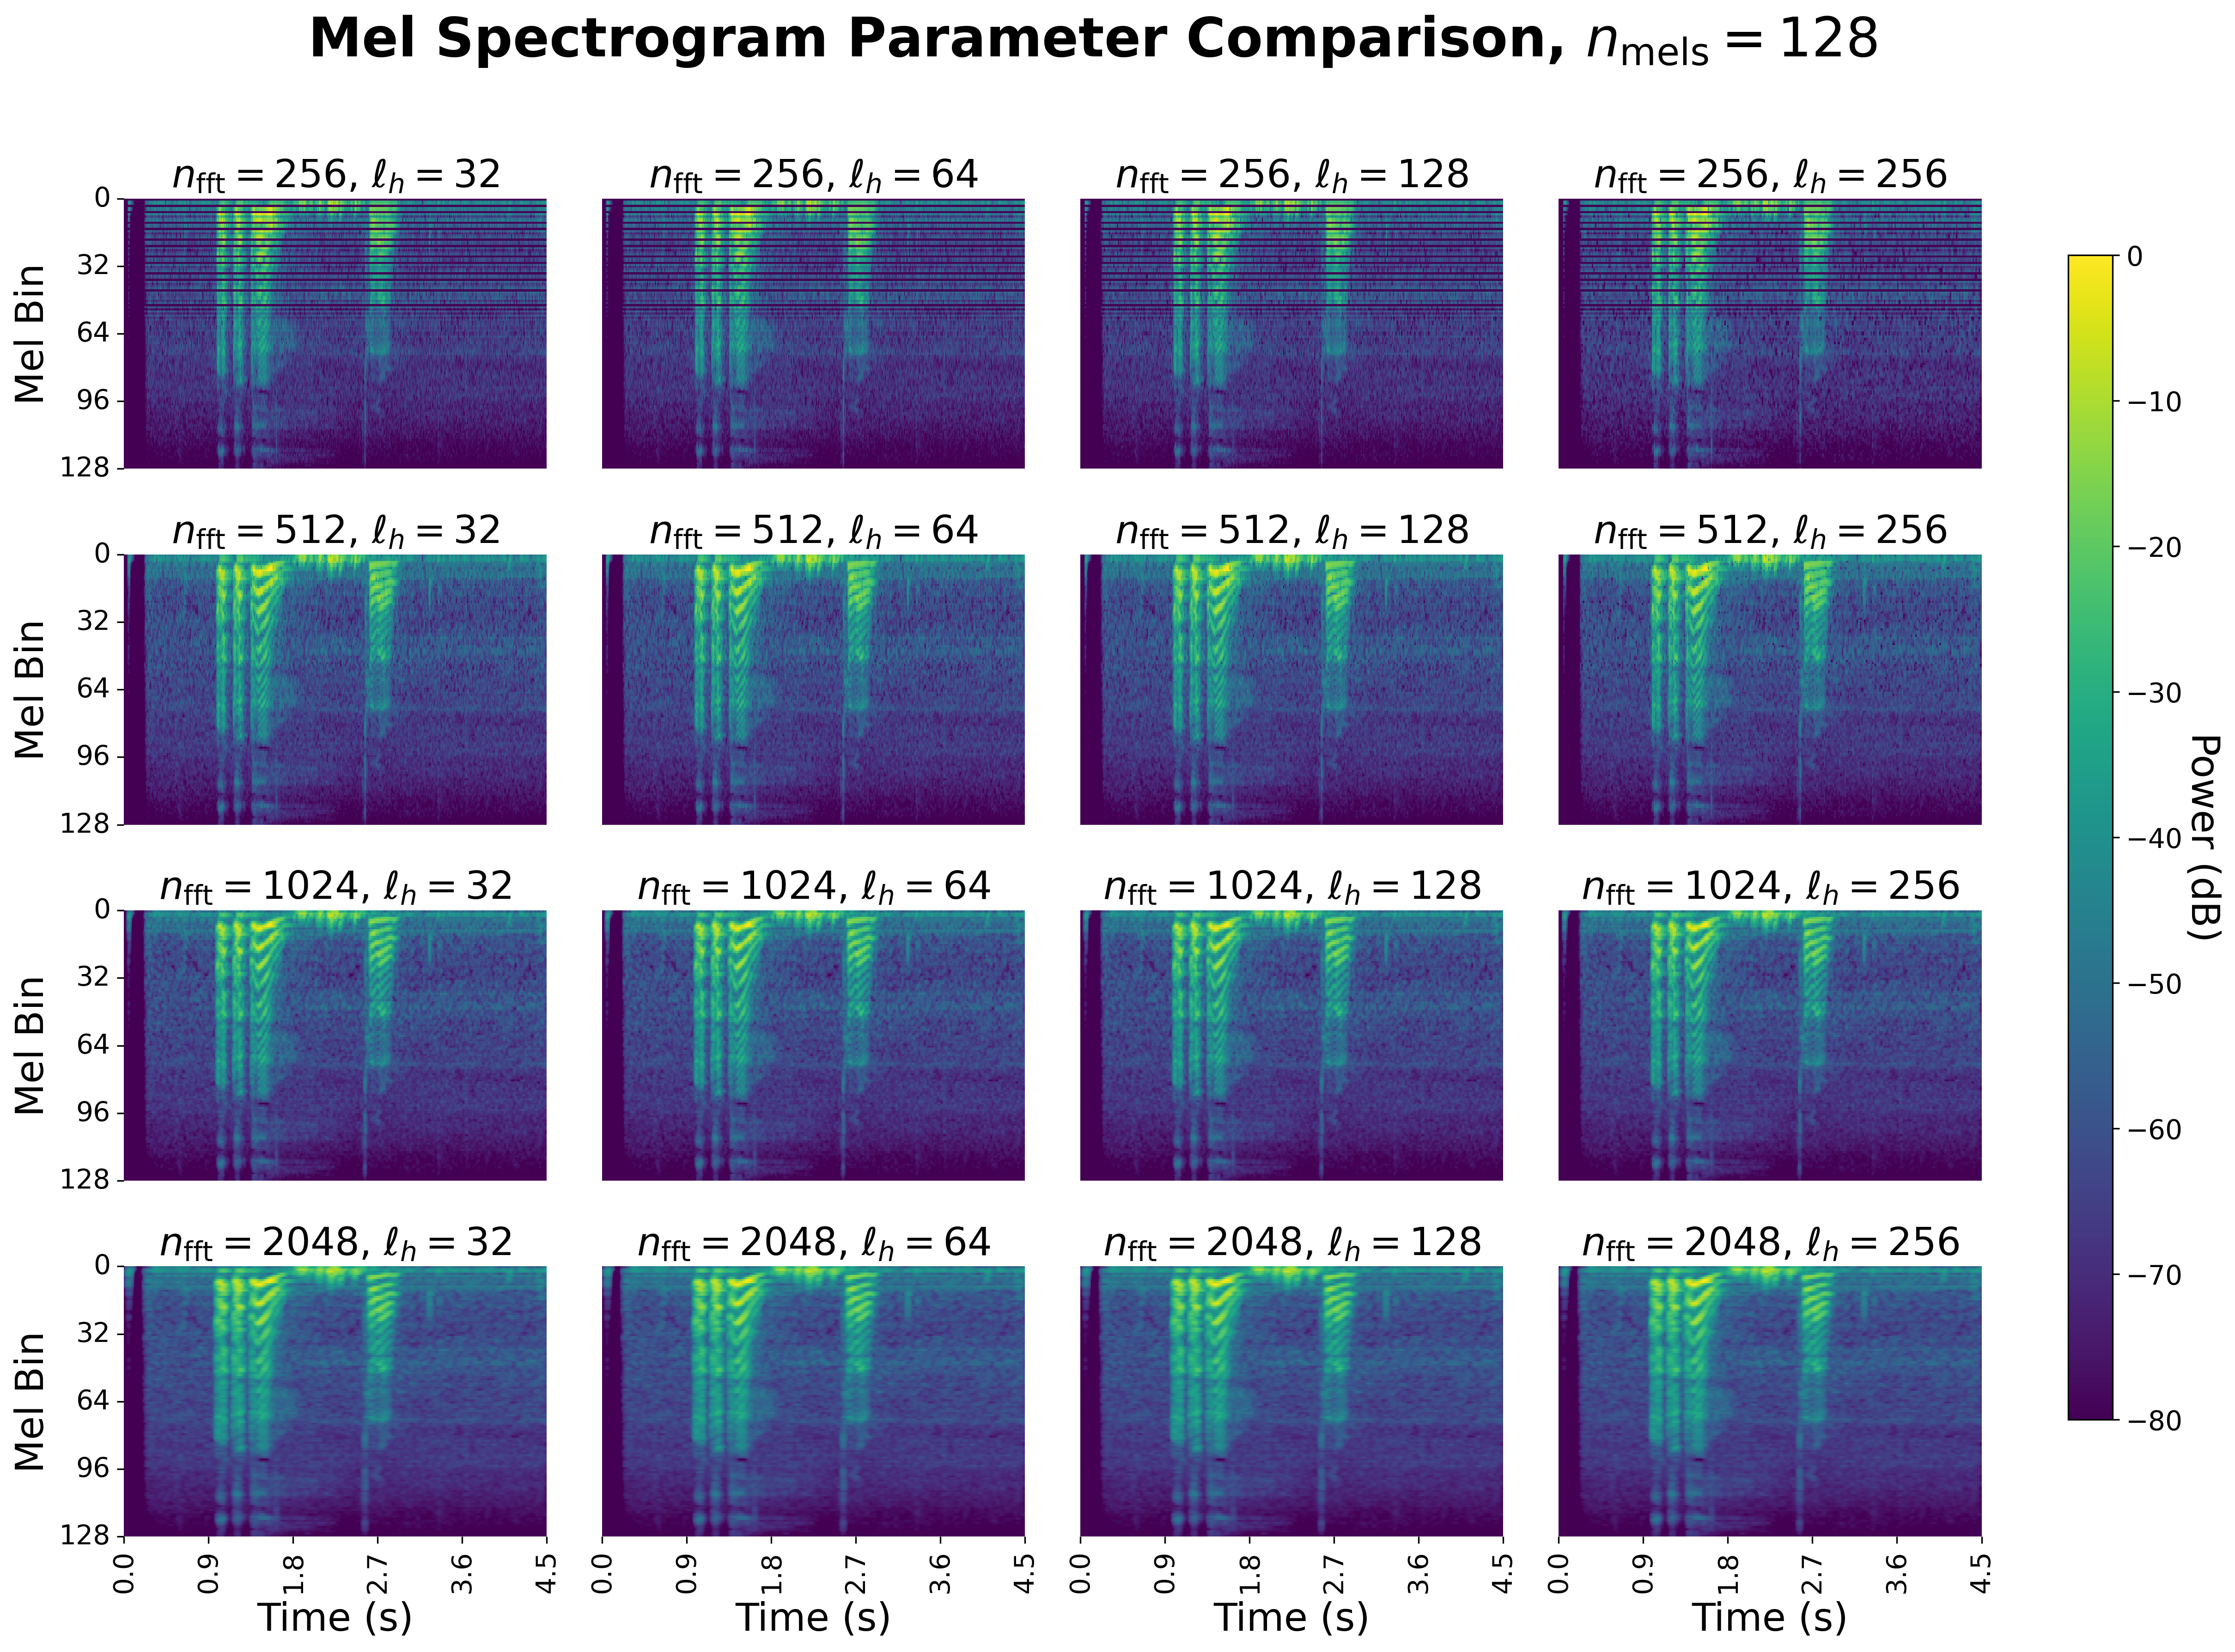 Mel Spectrogram Parameter Comparison, n_mels = 128
n_fft = 256, ℓ_h = 32
n_fft = 256, ℓ_h = 64
n_fft = 256, ℓ_h = 128
n_fft = 256, ℓ_h = 256
Mel Bin
0
32
64
96
128
n_fft = 512, ℓ_h = 32
n_fft = 512, ℓ_h = 64
n_fft = 512, ℓ_h = 128
n_fft = 512, ℓ_h = 256
Mel Bin
0
32
64
96
128
n_fft = 1024, ℓ_h = 32
n_fft = 1024, ℓ_h = 64
n_fft = 1024, ℓ_h = 128
n_fft = 1024, ℓ_h = 256
Mel Bin
0
32
64
96
128
n_fft = 2048, ℓ_h = 32
n_fft = 2048, ℓ_h = 64
n_fft = 2048, ℓ_h = 128
n_fft = 2048, ℓ_h = 256
Mel Bin
0
32
64
96
128
0.0 0.9 1.8 2.7 3.6 4.5
Time (s)
0.0 0.9 1.8 2.7 3.6 4.5
Time (s)
0.0 0.9 1.8 2.7 3.6 4.5
Time (s)
0.0 0.9 1.8 2.7 3.6 4.5
Time (s)
0
−10
−20
−30
−40
−50
−60
−70
−80
Power (dB)